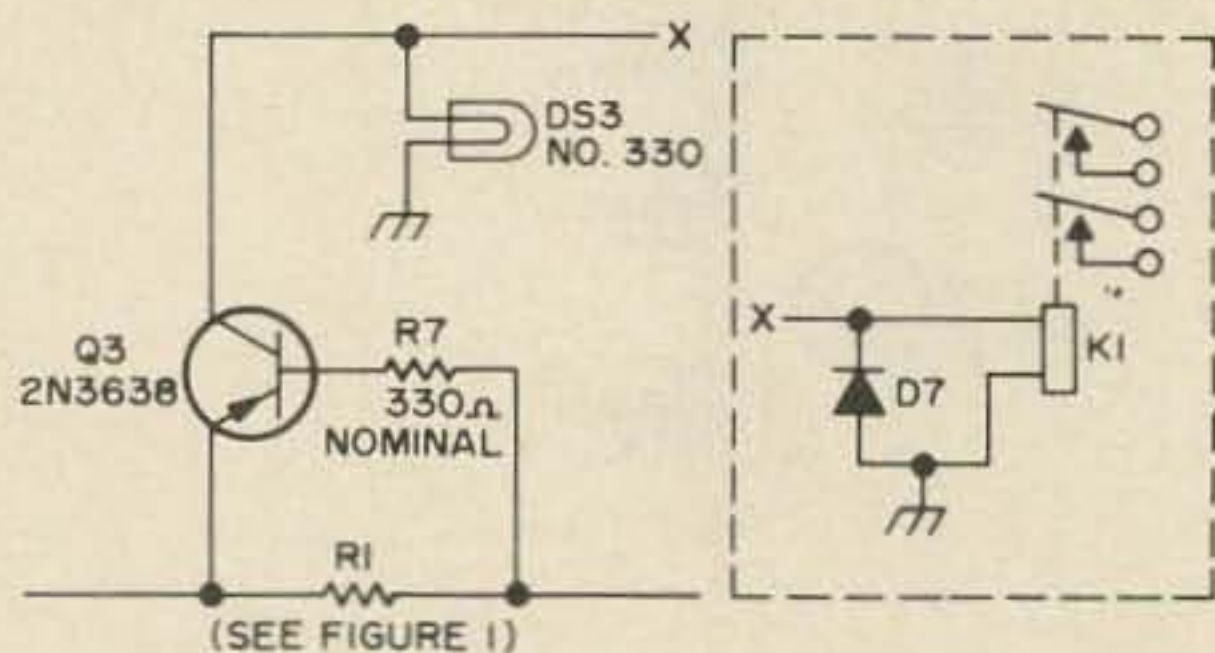 X
DS3
NO. 330
Q3
2N3638
R7
330Ω
NOMINAL
R1
(SEE FIGURE 1)
X
D7
K1